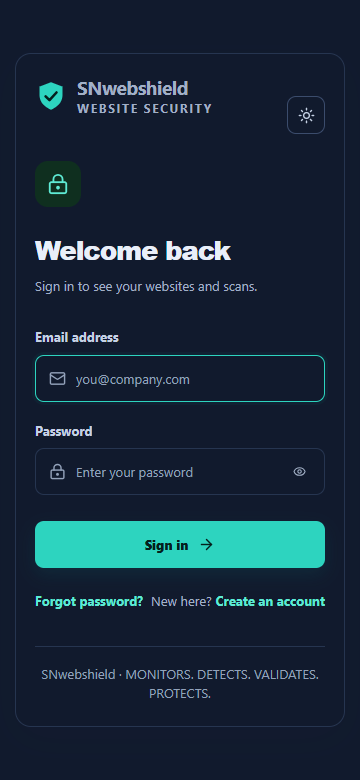 SNwebshield
WEBSITE SECURITY
Welcome back
Sign in to see your websites and scans.
Email address
you@company.com
Password
Enter your password
Sign in →
Forgot password? New here? Create an account
SNwebshield · MONITORS. DETECTS. VALIDATES.
PROTECTS.